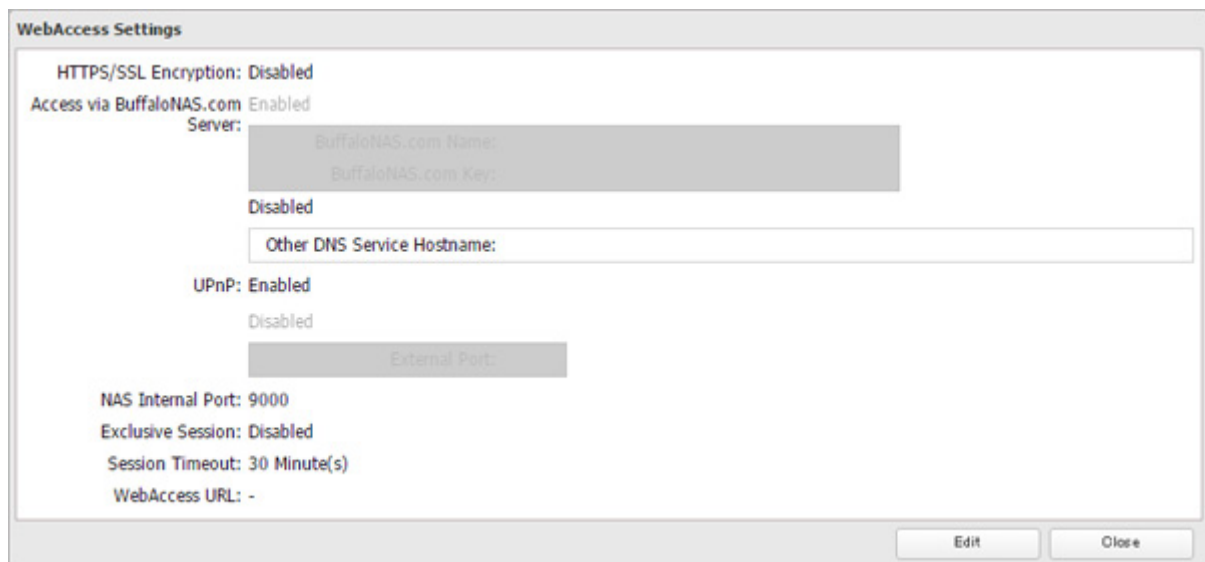 WebAccess Settings
HTTPS/SSL Encryption: Disabled
Access via BuffaloNAS.com Enabled
Server:
BuffaloNAS.com Name:
BuffaloNAS.com Key:
Disabled
Other DNS Service Hostname:
UPnP: Enabled
Disabled
External Port:
NAS Internal Port: 9000
Exclusive Session: Disabled
Session Timeout: 30 Minute(s)
WebAccess URL: -
Edit Close